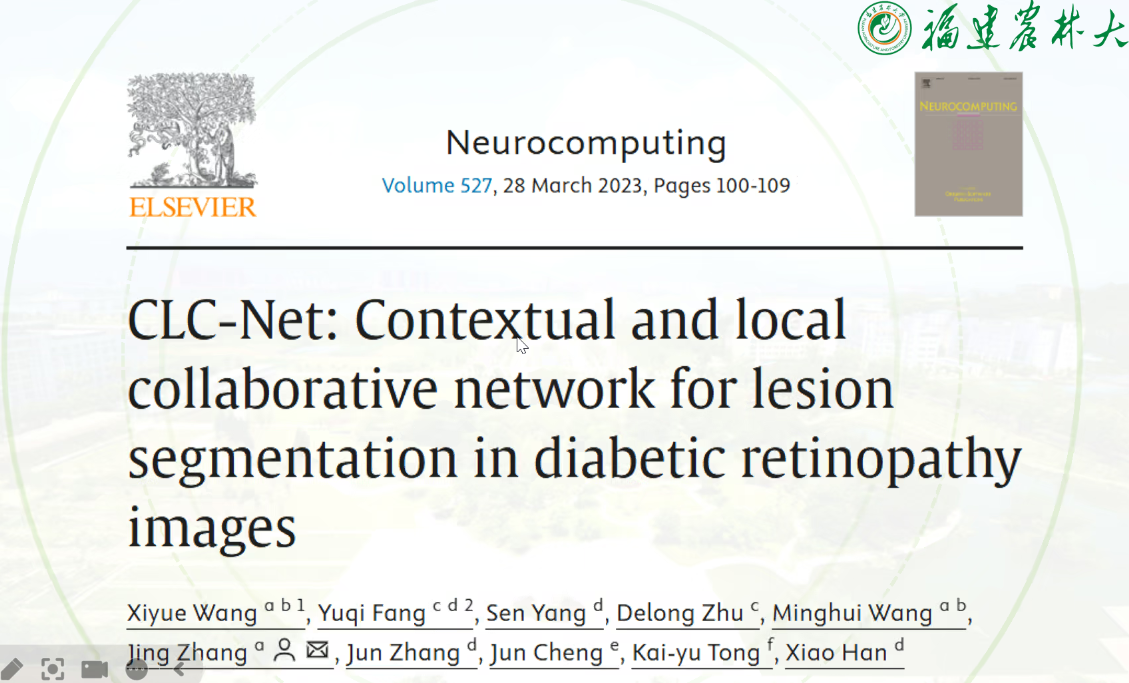 福建农林大
ELSEVIER
Neurocomputing
Volume 527, 28 March 2023, Pages 100-109
NEUROCOMPUTING
CLC-Net: Contextual and local
collaborative network for lesion
segmentation in diabetic retinopathy
images
Xiyue Wang a b 1, Yuqi Fang c d 2, Sen Yang d, Delong Zhu c, Minghui Wang a b,
Jing Zhang a, Jun Zhang d, Jun Cheng e, Kai-yu Tong f, Xiao Han d